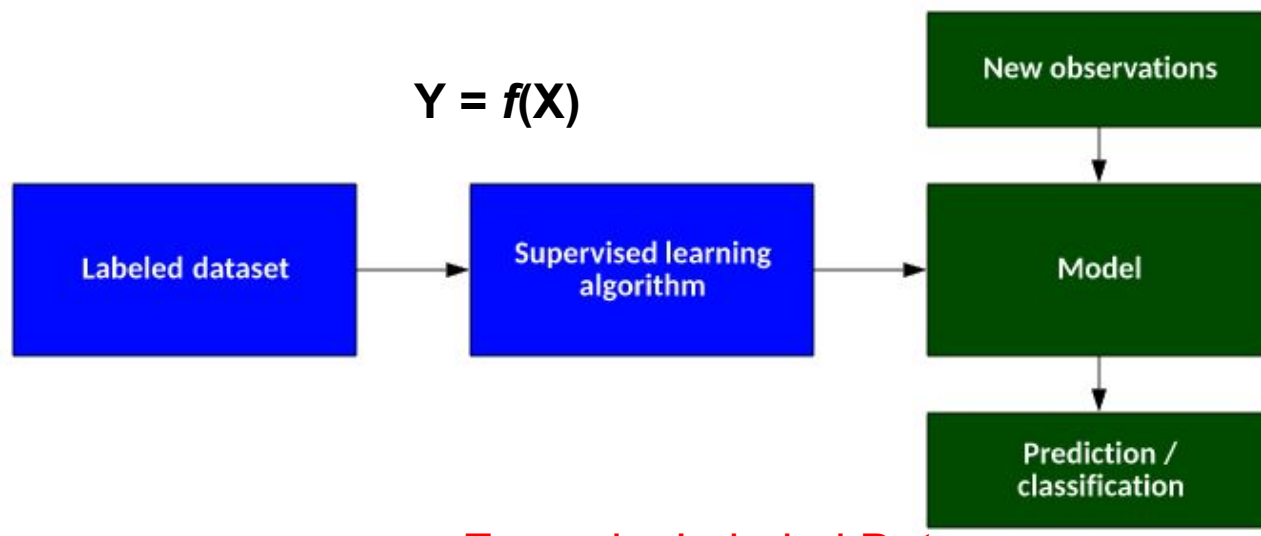 Y = f(X)
New observations
Labeled dataset
Supervised learning
algorithm
Model
Prediction /
classification